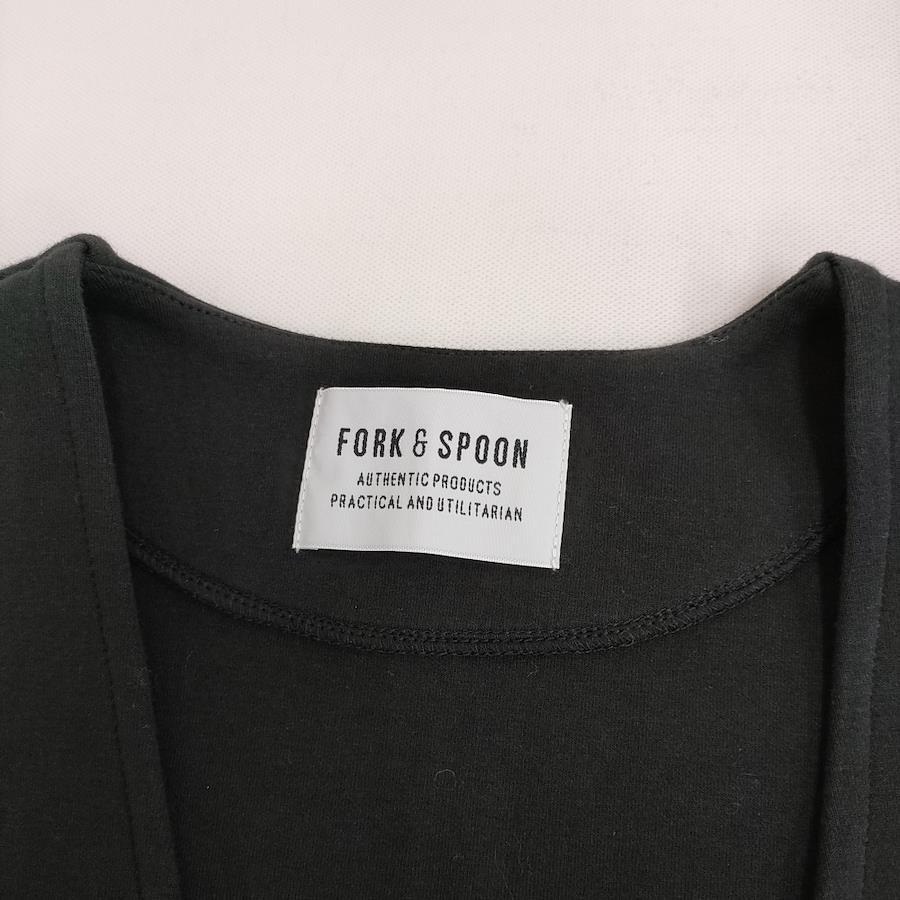 FORK & SPOON
AUTHENTIC PRODUCTS
PRACTICAL AND UTILITARIAN